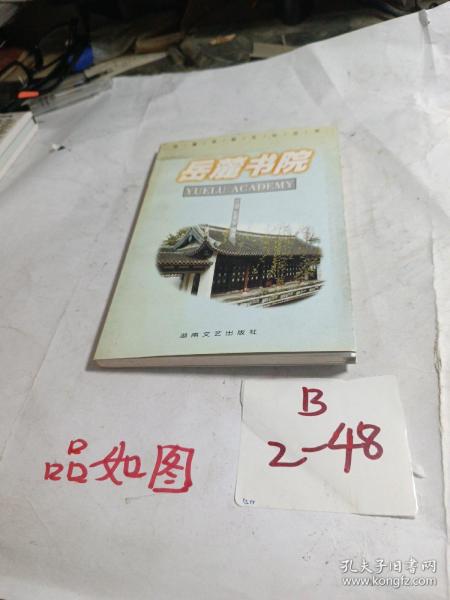 岳麓书院
YUELU ACADEMY
湖南文艺出版社
B
2-48
品如图
孔夫子旧书网
www.kongfz.com